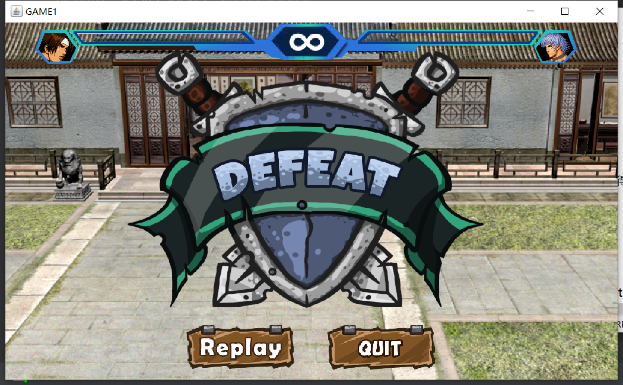 GAME1
∞
DEFEAT
Replay
QUIT